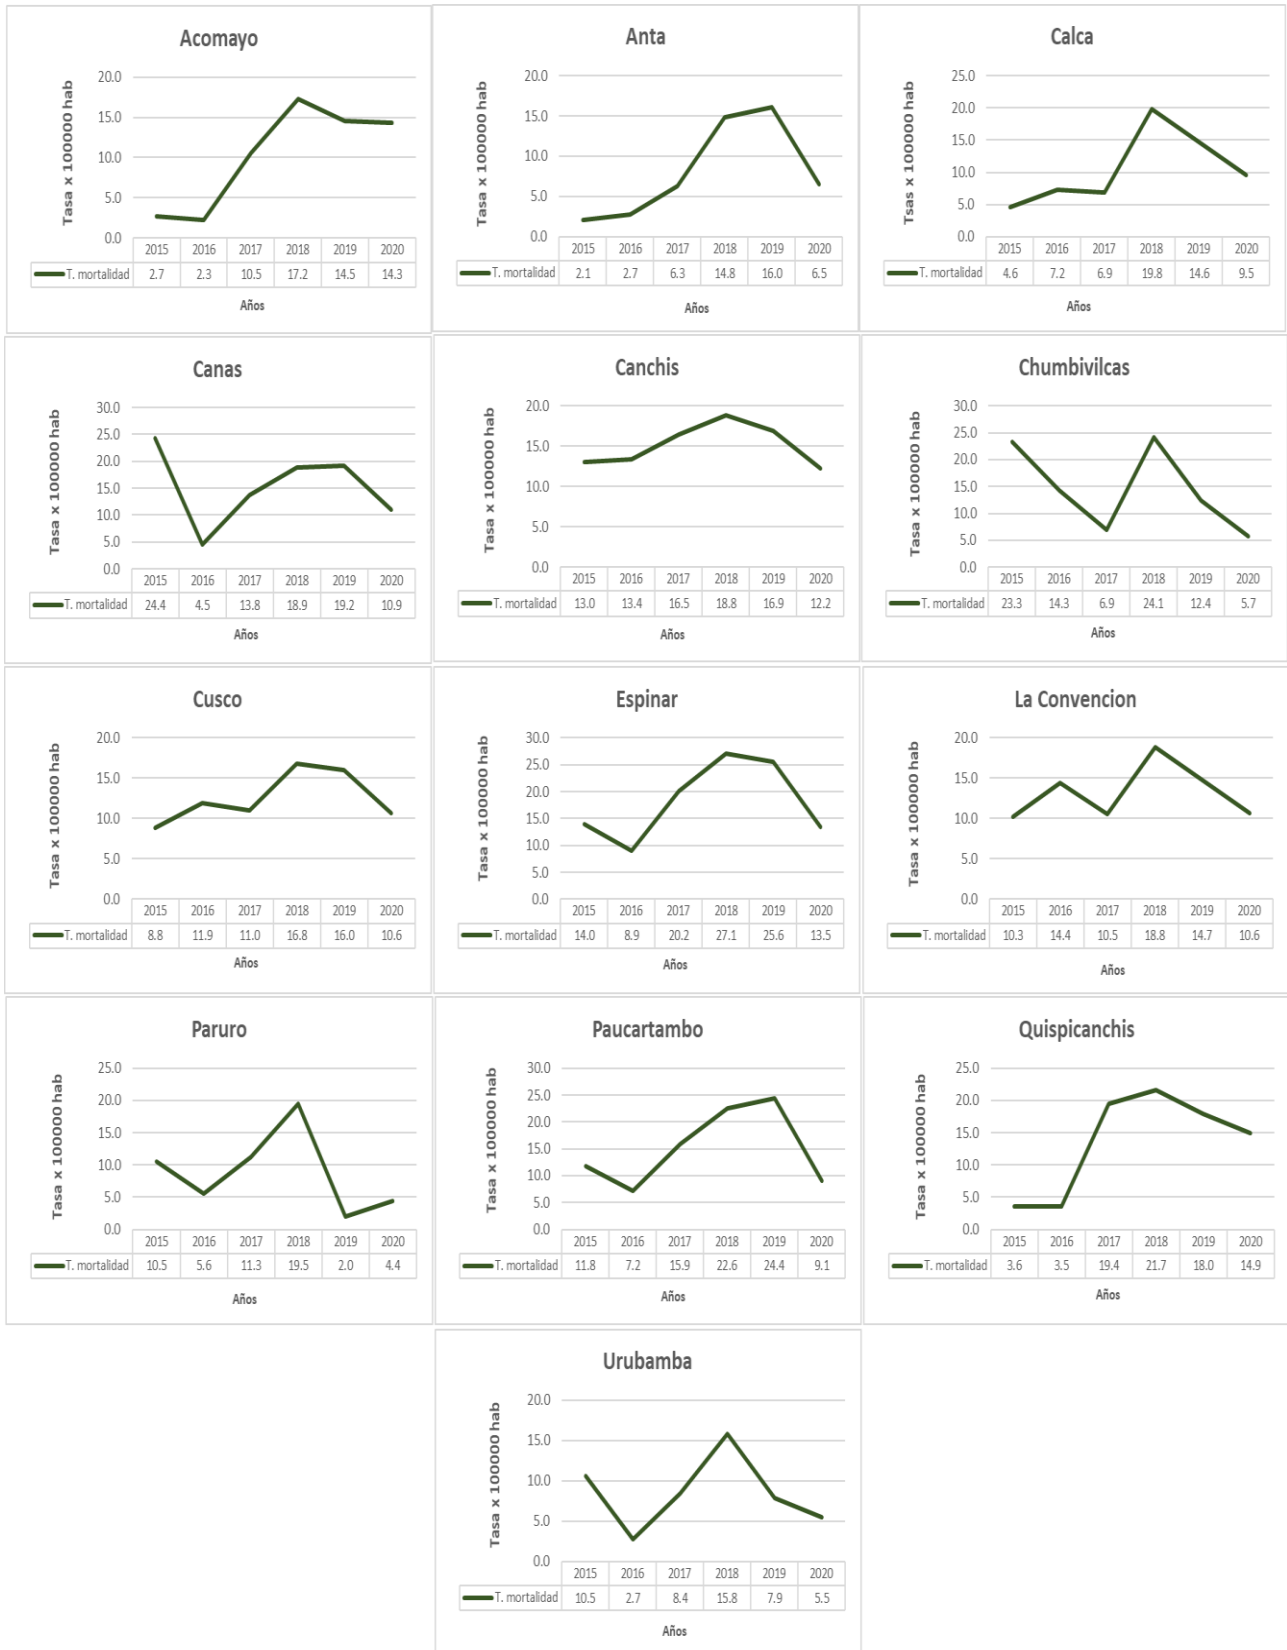 Acomayo
Tasa x 100000 hab
20.0
15.0
10.0
5.0
0.0
2015 2016 2017 2018 2019 2020
T. mortalidad 2.7 2.3 10.5 17.2 14.5 14.3
Años
Anta
Tasa x 100000 hab
20.0
15.0
10.0
5.0
0.0
2015 2016 2017 2018 2019 2020
T. mortalidad 2.1 2.7 6.3 14.8 16.0 6.5
Años
Calca
Tsas x 100000 hab
25.0
20.0
15.0
10.0
5.0
0.0
2015 2016 2017 2018 2019 2020
T. mortalidad 4.6 7.2 6.9 19.8 14.6 9.5
Años
Canas
Tasa x 100000 hab
30.0
25.0
20.0
15.0
10.0
5.0
0.0
2015 2016 2017 2018 2019 2020
T. mortalidad 24.4 4.5 13.8 18.9 19.2 10.9
Años
Canchis
Tasa x 100000 hab
20.0
15.0
10.0
5.0
0.0
2015 2016 2017 2018 2019 2020
T. mortalidad 13.0 13.4 16.5 18.8 16.9 12.2
Años
Chumbivilcas
Tasa x 100000 hab
30.0
25.0
20.0
15.0
10.0
5.0
0.0
2015 2016 2017 2018 2019 2020
T. mortalidad 23.3 14.3 6.9 24.1 12.4 5.7
Años
Cusco
Tasa x 100000 hab
20.0
15.0
10.0
5.0
0.0
2015 2016 2017 2018 2019 2020
T. mortalidad 8.8 11.9 11.0 16.8 16.0 10.6
Años
Espinar
Tasa x 100000 hab
30.0
25.0
20.0
15.0
10.0
5.0
0.0
2015 2016 2017 2018 2019 2020
T. mortalidad 14.0 8.9 20.2 27.1 25.6 13.5
Años
La Convencion
Tasa x 100000 hab
20.0
15.0
10.0
5.0
0.0
2015 2016 2017 2018 2019 2020
T. mortalidad 10.3 14.4 10.5 18.8 14.7 10.6
Años
Paruro
Tasa x 100000 hab
25.0
20.0
15.0
10.0
5.0
0.0
2015 2016 2017 2018 2019 2020
T. mortalidad 10.5 5.6 11.3 19.5 2.0 4.4
Años
Paucartambo
Tasa x 100000 hab
30.0
25.0
20.0
15.0
10.0
5.0
0.0
2015 2016 2017 2018 2019 2020
T. mortalidad 11.8 7.2 15.9 22.6 24.4 9.1
Años
Quispicanchis
Tasa x 100000 hab
25.0
20.0
15.0
10.0
5.0
0.0
2015 2016 2017 2018 2019 2020
T. mortalidad 3.6 3.5 19.4 21.7 18.0 14.9
Años
Urubamba
Tasa x 100000 hab
20.0
15.0
10.0
5.0
0.0
2015 2016 2017 2018 2019 2020
T. mortalidad 10.5 2.7 8.4 15.8 7.9 5.5
Años